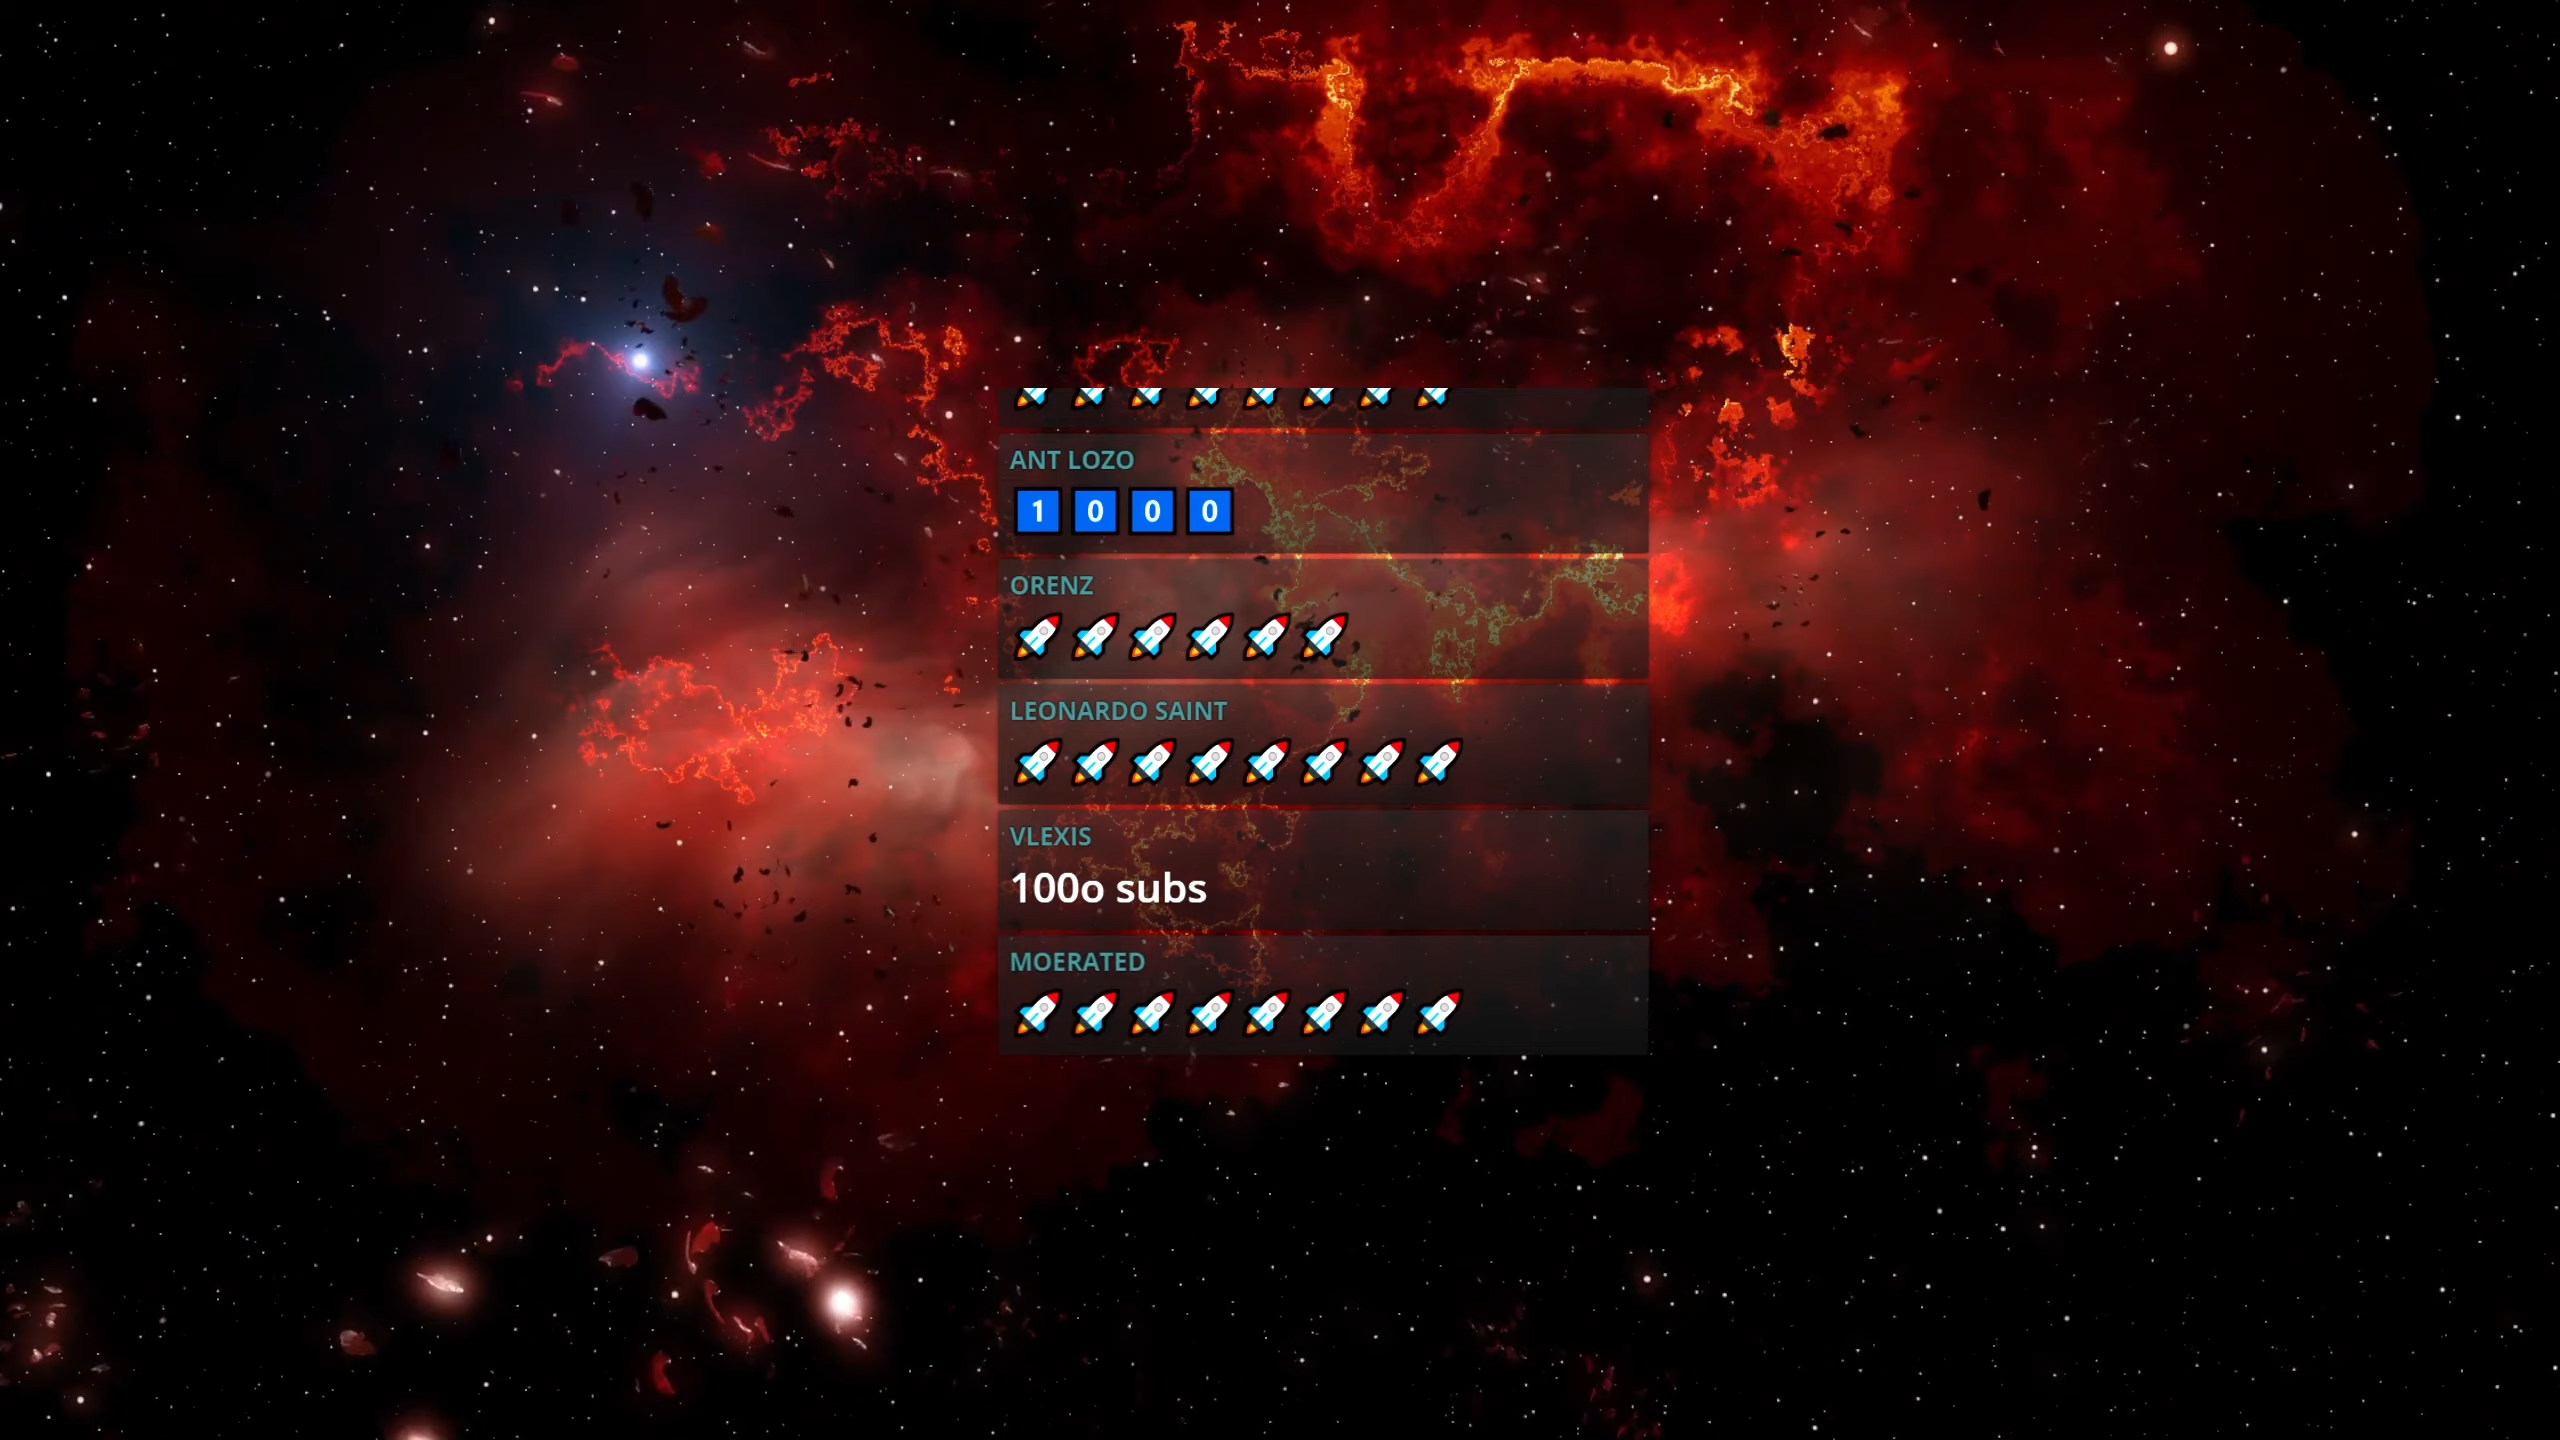 ANT LOZO
1 0 0 0
ORENZ
LEONARDO SAINT
VLEXIS
100o subs
MOERATED